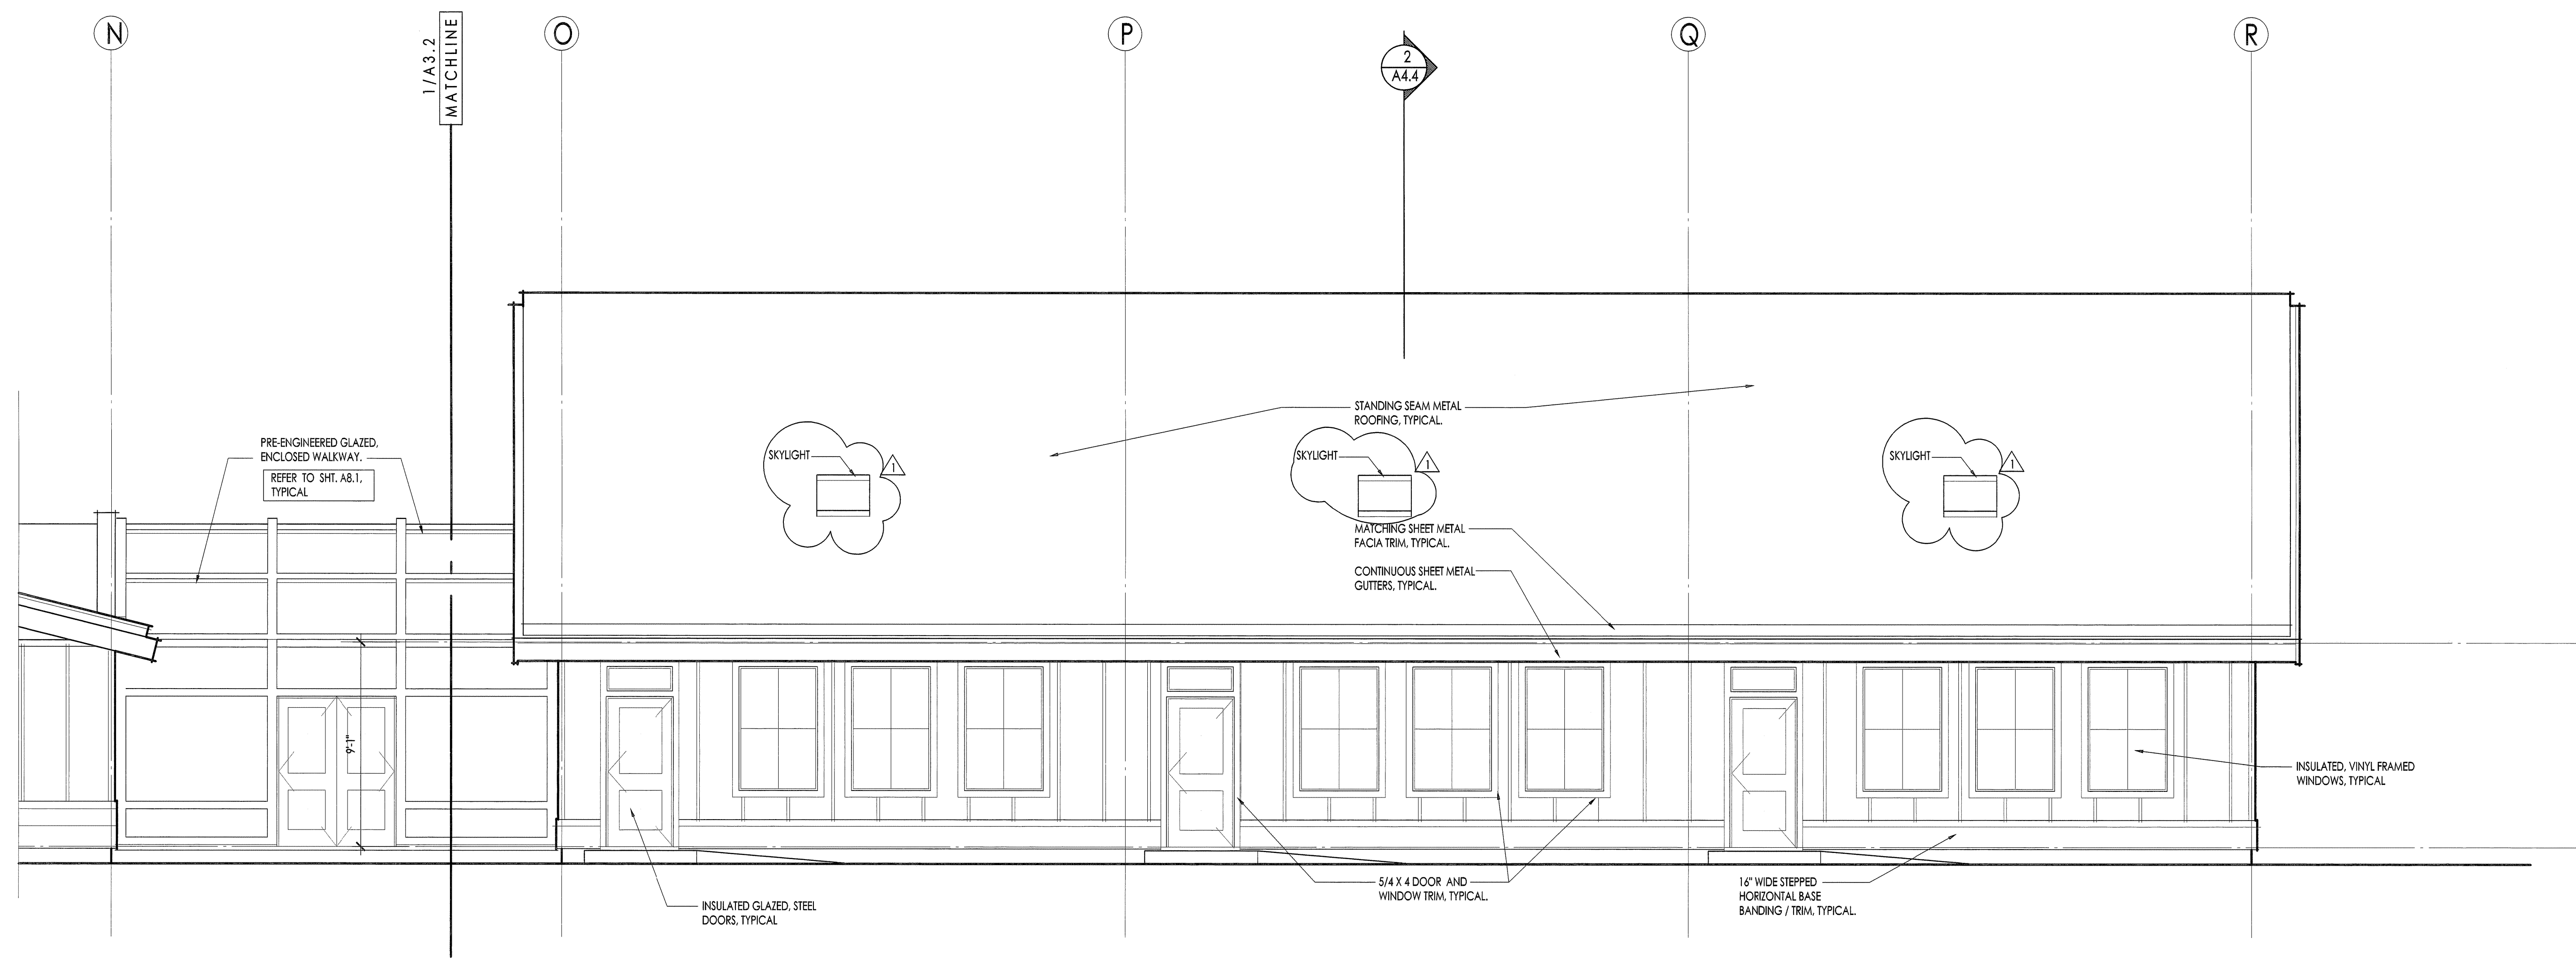 N
1/A3.2
MATCHLINE
O
P
2
A4.4
Q
R
STANDING SEAM METAL
ROOFING, TYPICAL.
PRE-ENGINEERED GLAZED,
ENCLOSED WALKWAY.
REFER TO SHT. A8.1,
TYPICAL
SKYLIGHT
1
SKYLIGHT
1
SKYLIGHT
1
MATCHING SHEET METAL
FACIA TRIM, TYPICAL.
CONTINUOUS SHEET METAL
GUTTERS, TYPICAL.
9'-1"
INSULATED, VINYL FRAMED
WINDOWS, TYPICAL
5/4 X 4 DOOR AND
WINDOW TRIM, TYPICAL.
16" WIDE STEPPED
HORIZONTAL BASE
BANDING / TRIM, TYPICAL.
INSULATED GLAZED, STEEL
DOORS, TYPICAL